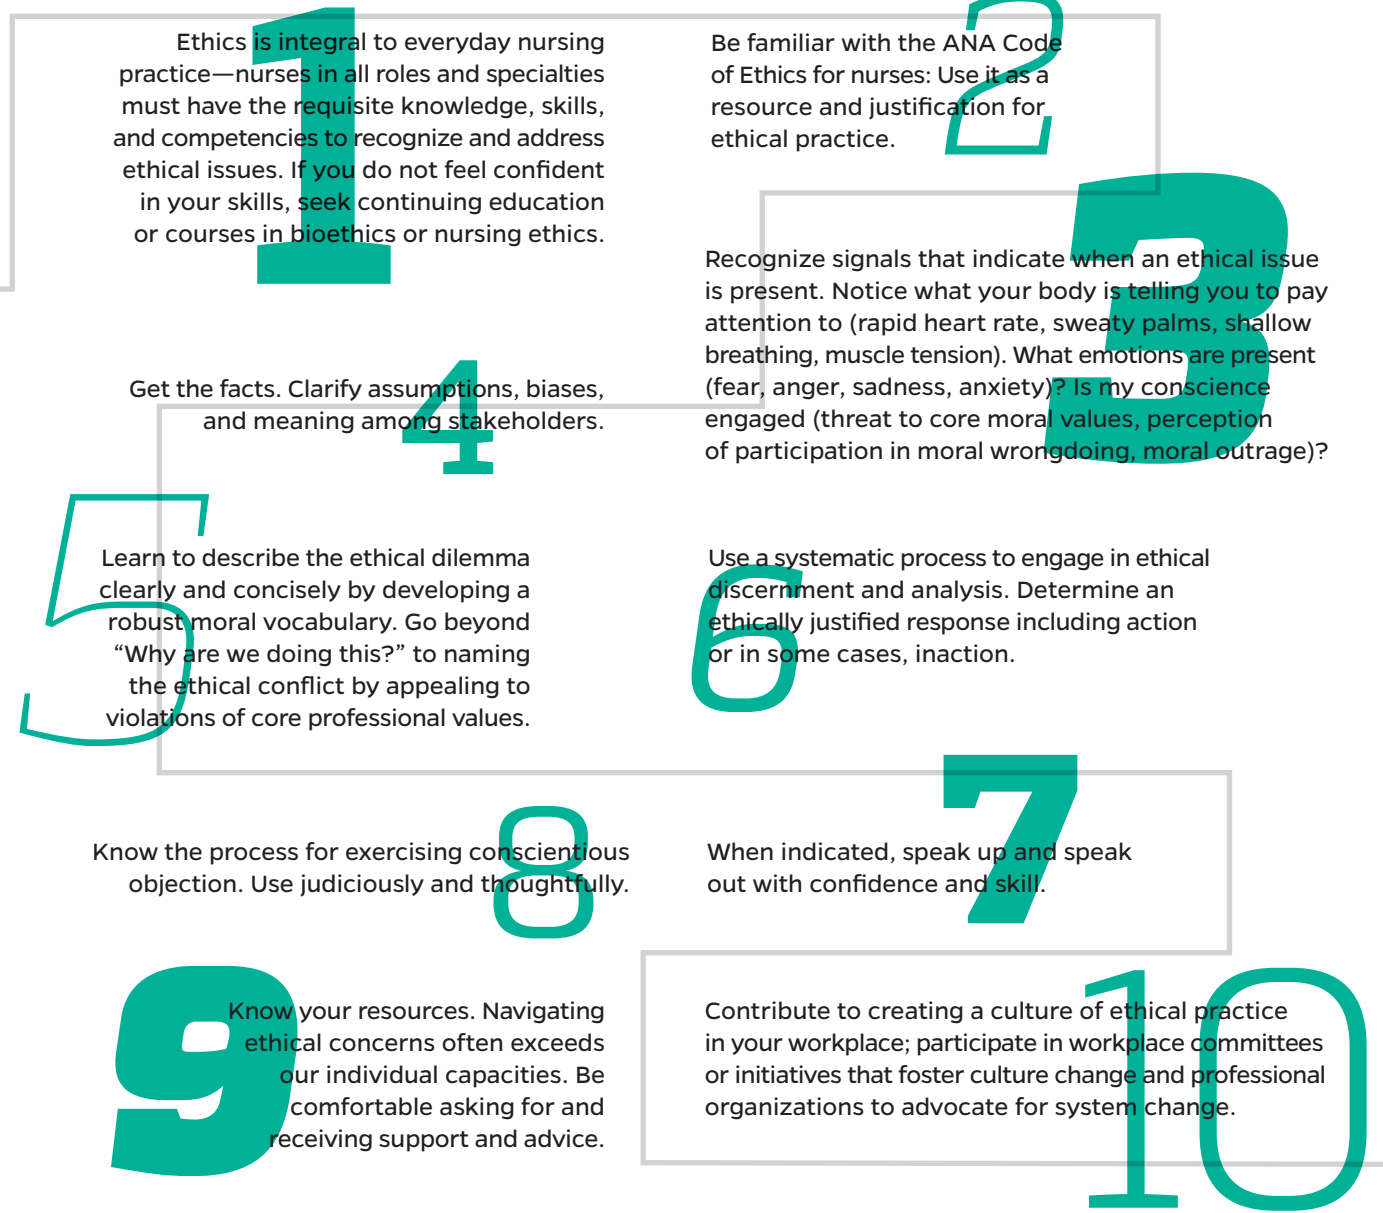 1
Ethics is integral to everyday nursing
practice—nurses in all roles and specialties
must have the requisite knowledge, skills,
and competencies to recognize and address
ethical issues. If you do not feel confident
in your skills, seek continuing education
or courses in bioethics or nursing ethics.
2
Be familiar with the ANA Code
of Ethics for nurses: Use it as a
resource and justification for
ethical practice.
3
Recognize signals that indicate when an ethical issue
is present. Notice what your body is telling you to pay
attention to (rapid heart rate, sweaty palms, shallow
breathing, muscle tension). What emotions are present
(fear, anger, sadness, anxiety)? Is my conscience
engaged (threat to core moral values, perception
of participation in moral wrongdoing, moral outrage)?
4
Get the facts. Clarify assumptions, biases,
and meaning among stakeholders.
5
Learn to describe the ethical dilemma
clearly and concisely by developing a
robust moral vocabulary. Go beyond
“Why are we doing this?” to naming
the ethical conflict by appealing to
violations of core professional values.
6
Use a systematic process to engage in ethical
discernment and analysis. Determine an
ethically justified response including action
or in some cases, inaction.
7
When indicated, speak up and speak
out with confidence and skill.
8
Know the process for exercising conscientious
objection. Use judiciously and thoughtfully.
9
Know your resources. Navigating
ethical concerns often exceeds
our individual capacities. Be
comfortable asking for and
receiving support and advice.
10
Contribute to creating a culture of ethical practice
in your workplace; participate in workplace committees
or initiatives that foster culture change and professional
organizations to advocate for system change.